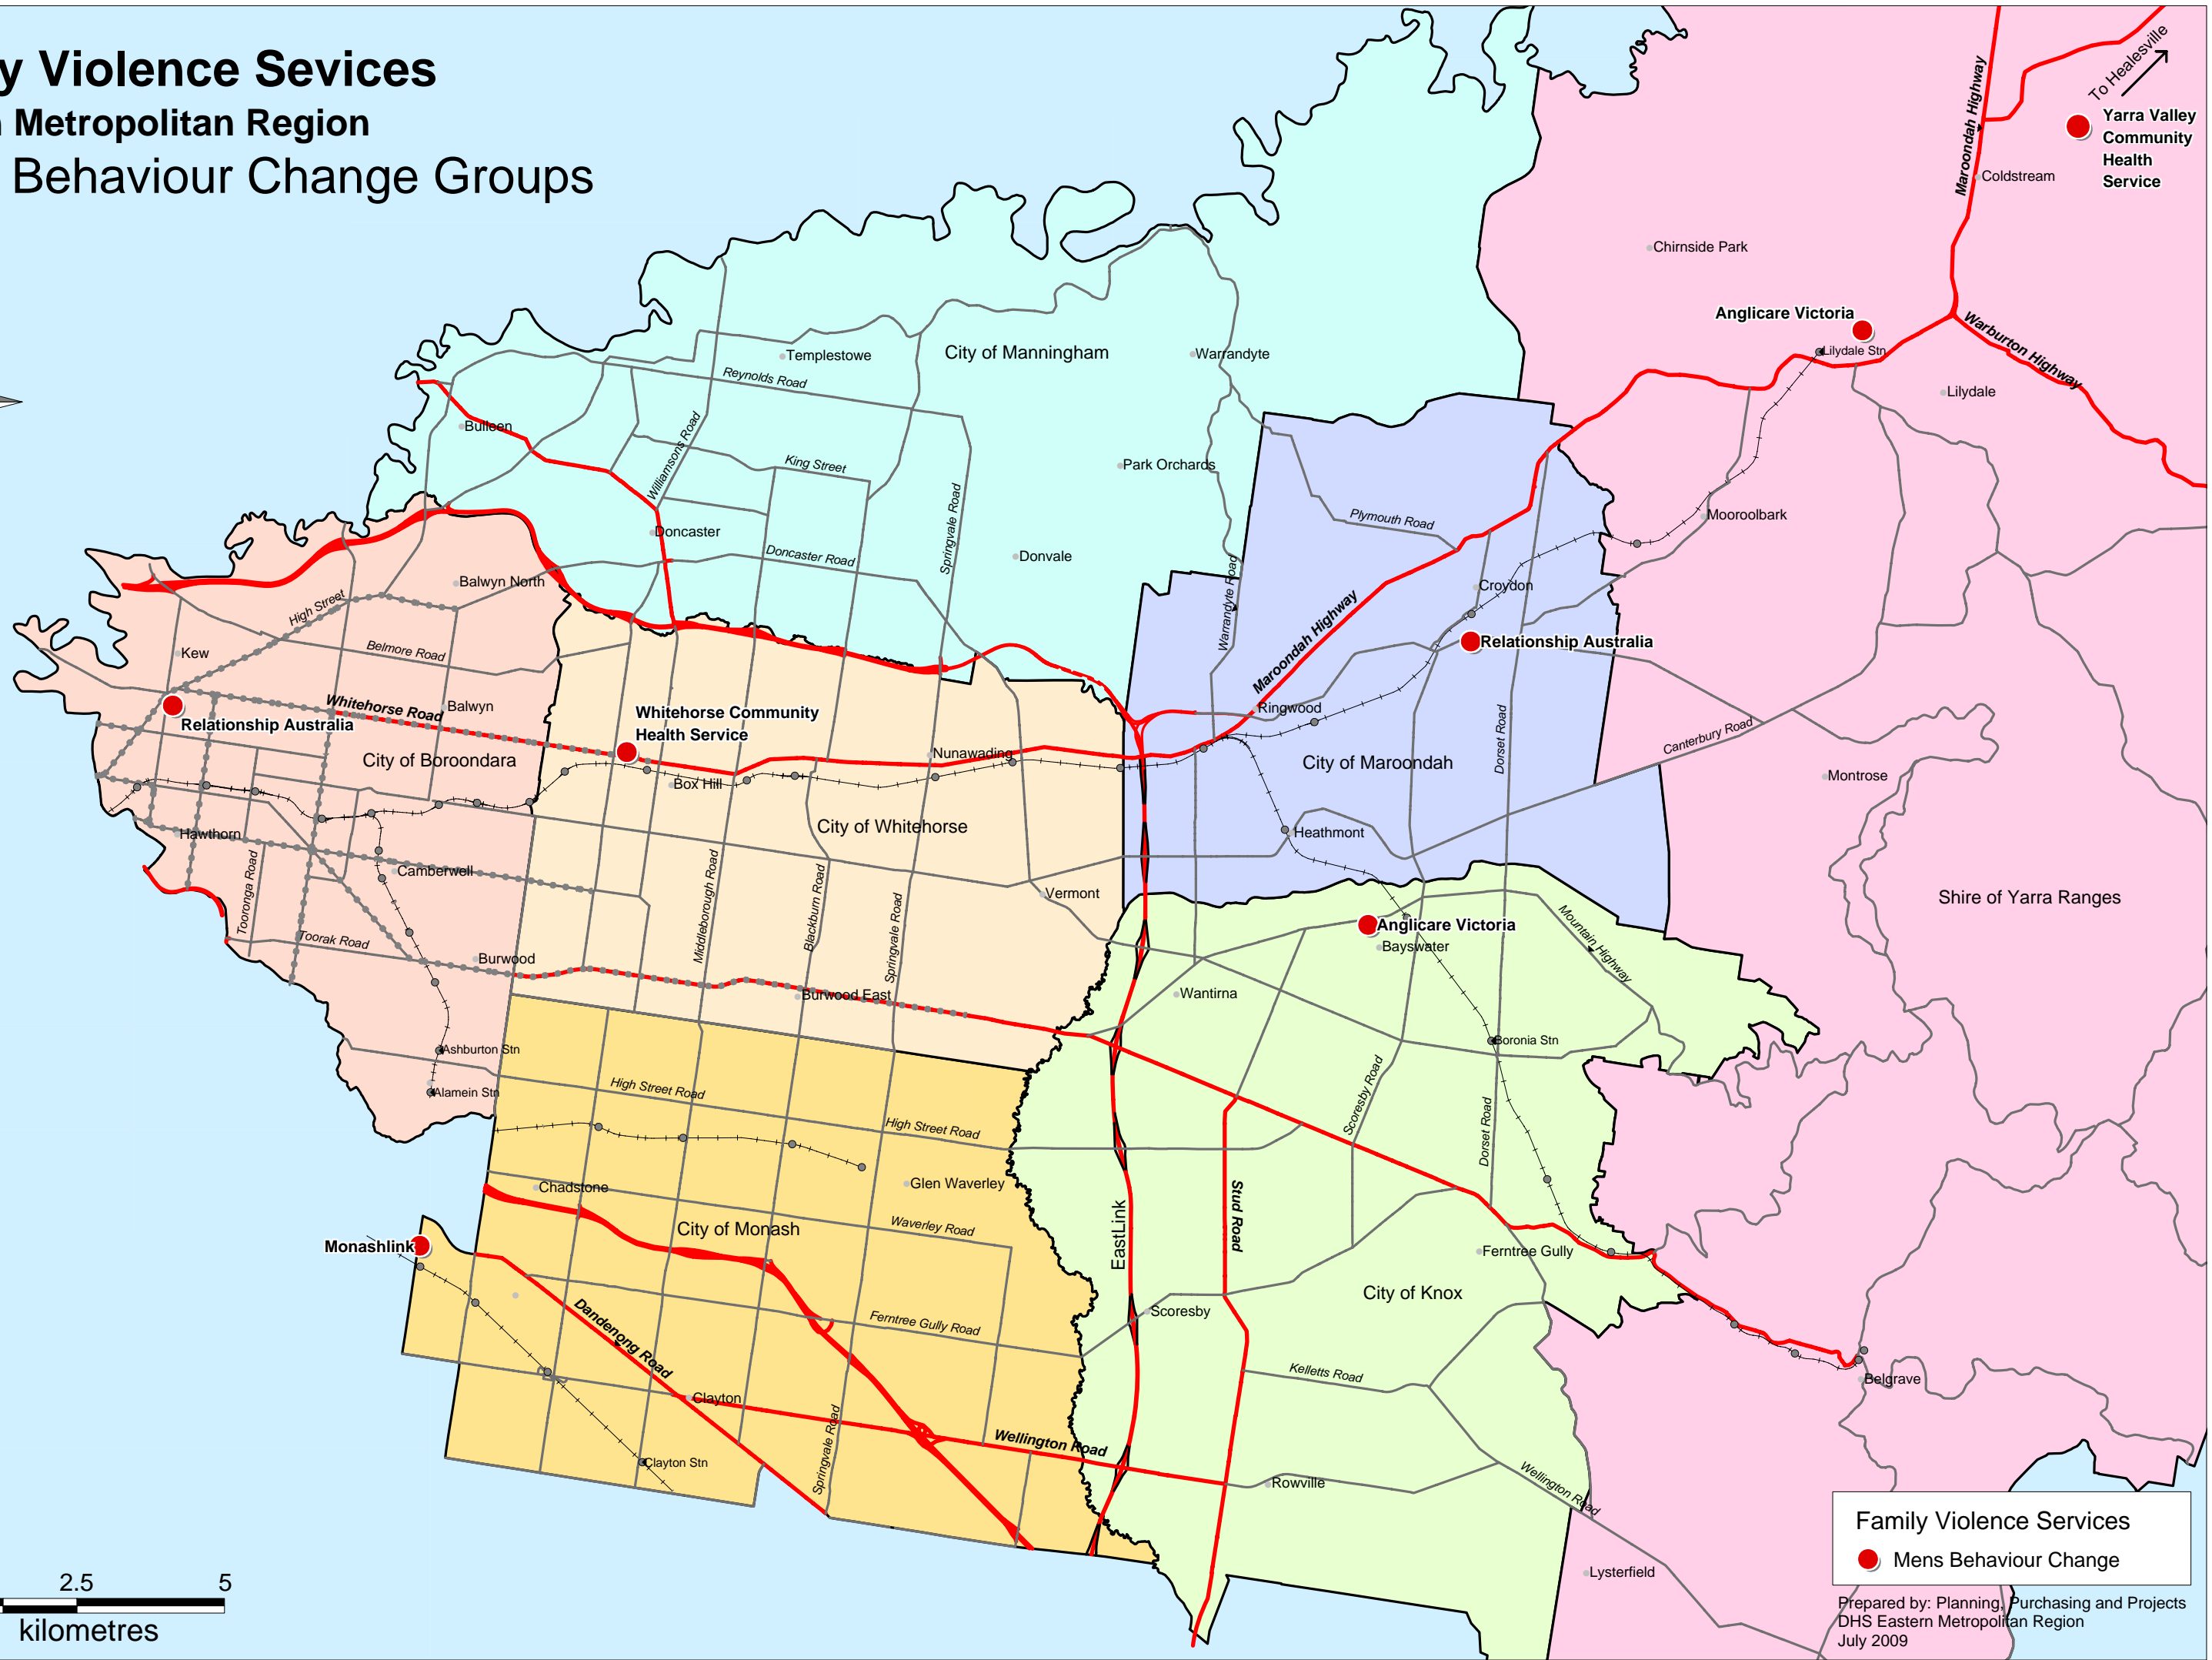 y Violence Sevices
Metropolitan Region
Behaviour Change Groups
To Healesville
Maroondah Highway
Yarra Valley
Community
Health
Service
Coldstream
Chirnside Park
Anglicare Victoria
Lilydale Stn
Warburton Highway
Lilydale
Templestowe
City of Manningham
Warrandyte
Reynolds Road
Bulleen
Williamsons Road
King Street
Park Orchards
Springvale Road
Plymouth Road
Mooroolbark
Doncaster
Doncaster Road
Donvale
Warrandyte Road
Balwyn North
High Street
Croydon
Maroondah Highway
Relationship Australia
Kew
Belmore Road
Whitehorse Road
Balwyn
Relationship Australia
Whitehorse Community
Health Service
Ringwood
Dorset Road
Canterbury Road
City of Boroondara
Nunawading
City of Maroondah
Box Hill
Montrose
City of Whitehorse
Hawthorn
Heathmont
Camberwell
Tooronga Road
Middleborough Road
Blackburn Road
Springvale Road
Vermont
Shire of Yarra Ranges
Mountain Highway
Anglicare Victoria
Bayswater
Toorak Road
Burwood
Burwood East
Wantirna
Ashburton Stn
Boronia Stn
Alamein Stn
High Street Road
High Street Road
Scoresby Road
Dorset Road
Chadstone
Glen Waverley
City of Monash
Waverley Road
EastLink
Stud Road
Monashlink
Ferntree Gully
City of Knox
Dandenong Road
Ferntree Gully Road
Scoresby
Kelletts Road
Belgrave
Clayton
Springvale Road
Wellington Road
Clayton Stn
Rowville
Wellington Road
Lysterfield
Family Violence Services
Mens Behaviour Change
2.5 5
kilometres
Prepared by: Planning, Purchasing and Projects
DHS Eastern Metropolitan Region
July 2009